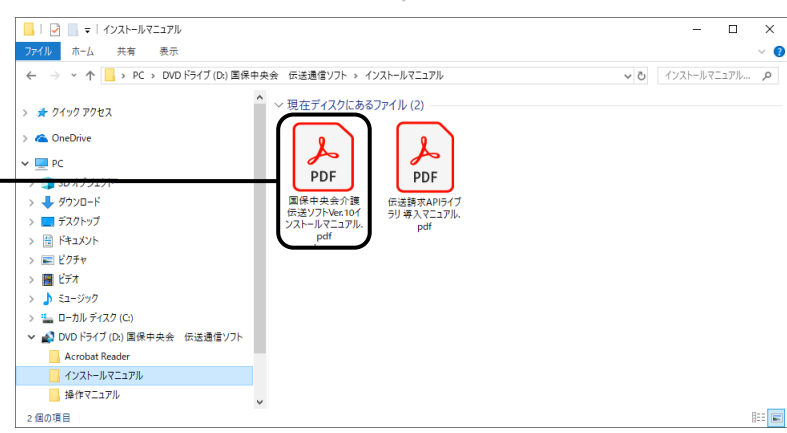 インストールマニュアル
ファイル ホーム 共有 表示
PC › DVD ドライブ (D:) 国保中央会 伝送通信ソフト › インストールマニュアル
インストールマニュアル...
クイック アクセス
OneDrive
PC
3D オブジェクト
ダウンロード
デスクトップ
ドキュメント
ピクチャ
ビデオ
ミュージック
ローカル ディスク (C:)
DVD ドライブ (D:) 国保中央会 伝送通信ソフト
Acrobat Reader
インストールマニュアル
操作マニュアル
現在ディスクにあるファイル (2)
PDF
国保中央会介護
伝送ソフトVer.10イ
ンストールマニュアル.
pdf
PDF
伝送請求APIライブ
ラリ 導入マニュアル.
pdf
2 個の項目